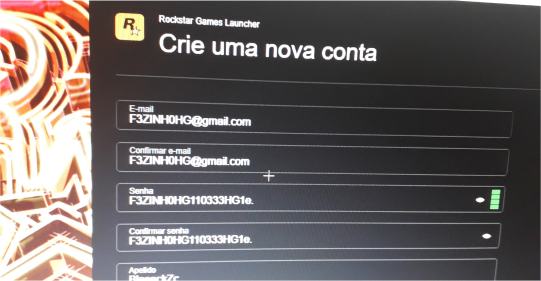 Rockstar Games Launcher
Crie uma nova conta
E-mail
F3ZINH0HG@gmail.com
Confirmar e-mail
F3ZINH0HG@gmail.com
Senha
F3ZINH0HG110333HG1e.
Confirmar senha
F3ZINH0HG110333HG1e.
Apelido